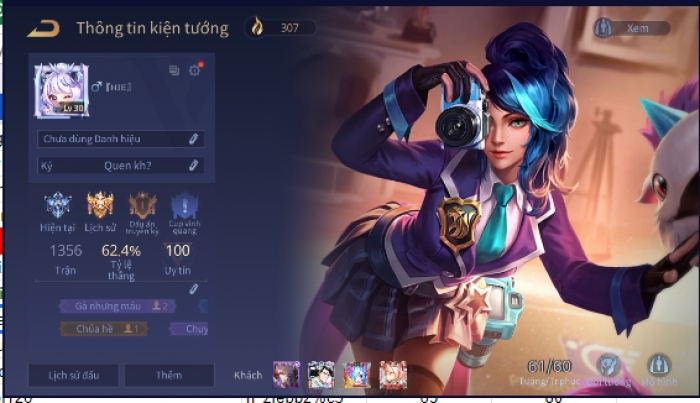 Thông tin kiện tướng
307
Xem
Lv 30
『HIE』
Chưa dùng Danh hiệu
Ký Quen kh?
Hiện tại Lịch sử Dấu ấn truyền kỳ Cup vinh quang
1356 62.4% 100
Trận Tỷ lệ thắng Uy tín
Gà nhưng máu 2
Chúa hề 1 Chuy
Lịch sử đấu Thêm Khách
61/60